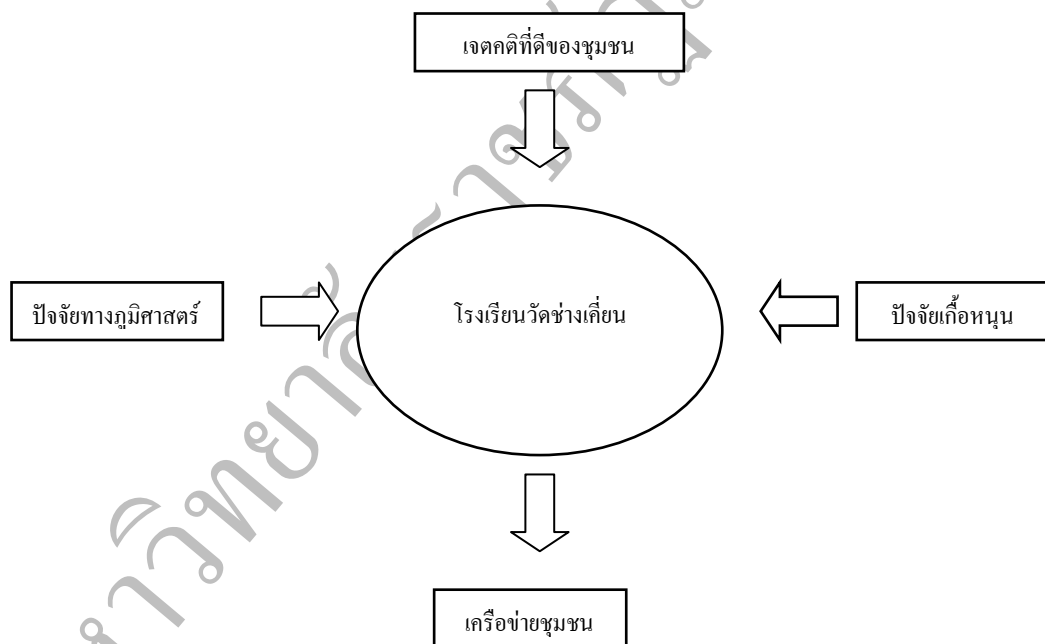 เจตคติที่ดีของชุมชน
ปัจจัยทางภูมิศาสตร์
โรงเรียนวัดช่างเคี่ยน
ปัจจัยเกื้อหนุน
เครือข่ายชุมชน